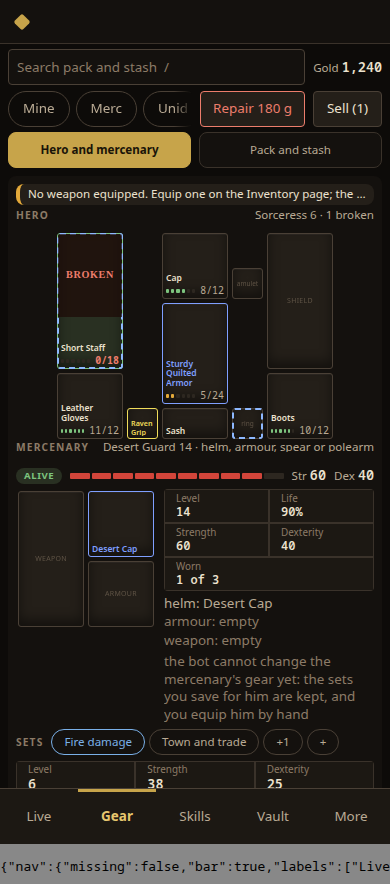 Search pack and stash /
Gold 1,240
Mine
Merc
Unid
Repair 180 g
Sell (1)
Hero and mercenary
Pack and stash
No weapon equipped. Equip one on the Inventory page; the ...
HERO
Sorceress 6 · 1 broken
BROKEN
Short Staff
0/18
Cap
8/12
amulet
SHIELD
Sturdy
Quilted
Armor
5/24
Leather
Gloves
11/12
Raven
Grip
Sash
ring
Boots
10/12
MERCENARY
Desert Guard 14 · helm, armour, spear or polearm
ALIVE
Str 60 Dex 40
WEAPON
Desert Cap
ARMOUR
Level
14
Life
90%
Strength
60
Dexterity
40
Worn
1 of 3
helm: Desert Cap
armour: empty
weapon: empty
the bot cannot change the
mercenary's gear yet: the sets
you save for him are kept, and
you equip him by hand
SETS
Fire damage
Town and trade
+1
+
Level
6
Strength
38
Dexterity
25
Live
Gear
Skills
Vault
More
{"nav":{"missing":false,"bar":true,"labels":["Live